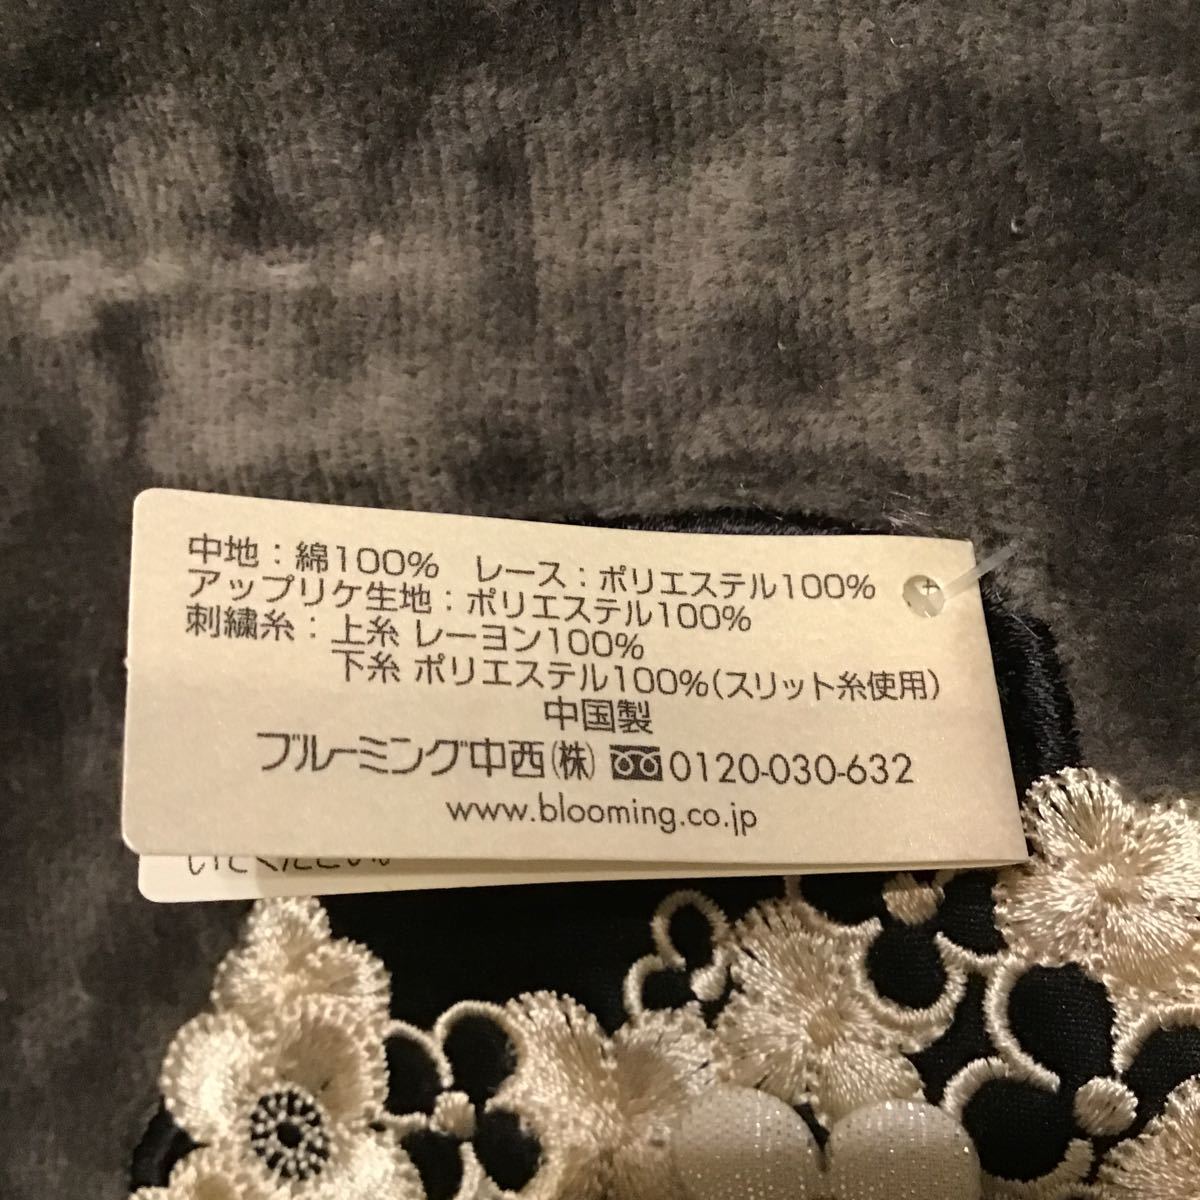 中地：綿100%　レース：ポリエステル100%
アップリケ生地：ポリエステル100%
刺繍糸：上糸 レーヨン100%
下糸 ポリエステル100%(スリット糸使用)
中国製
ブルーミング中西(株) 0120-030-632
www.blooming.co.jp